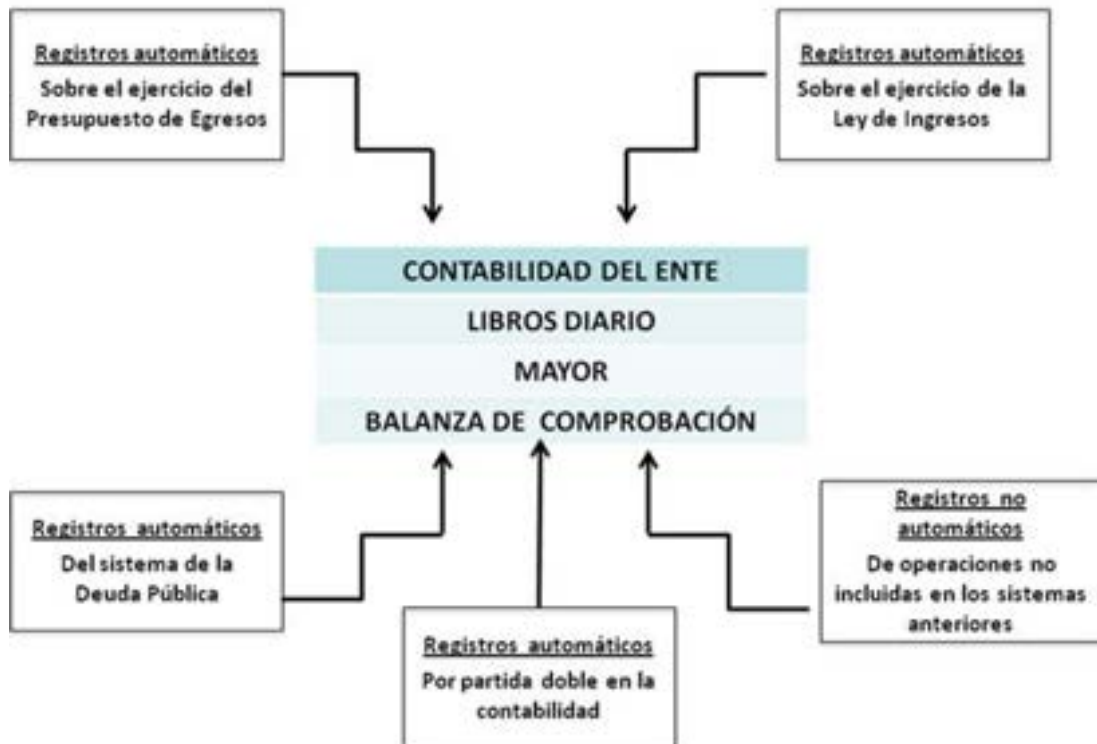 Registros automáticos
Sobre el ejercicio del
Presupuesto de Egresos
Registros automáticos
Sobre el ejercicio de la
Ley de Ingresos
CONTABILIDAD DEL ENTE
LIBROS DIARIO
MAYOR
BALANZA DE COMPROBACIÓN
Registros automáticos
Del sistema de la
Deuda Pública
Registros automáticos
Por partida doble en la
contabilidad
Registros no
automáticos
De operaciones no
incluidas en los sistemas
anteriores